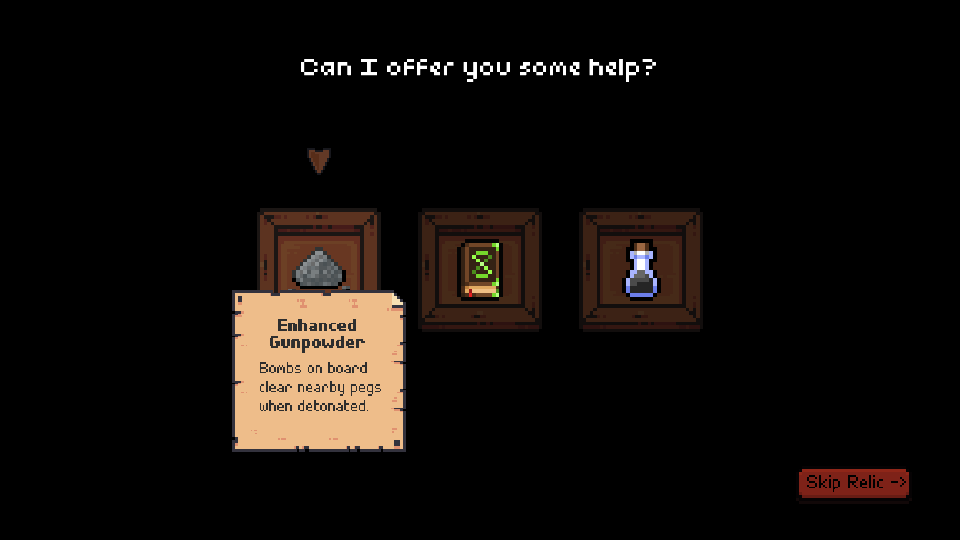 Can I offer you some help?
Enhanced
Gunpowder
Bombs on board
clear nearby pegs
when detonated.
Skip Relic ->